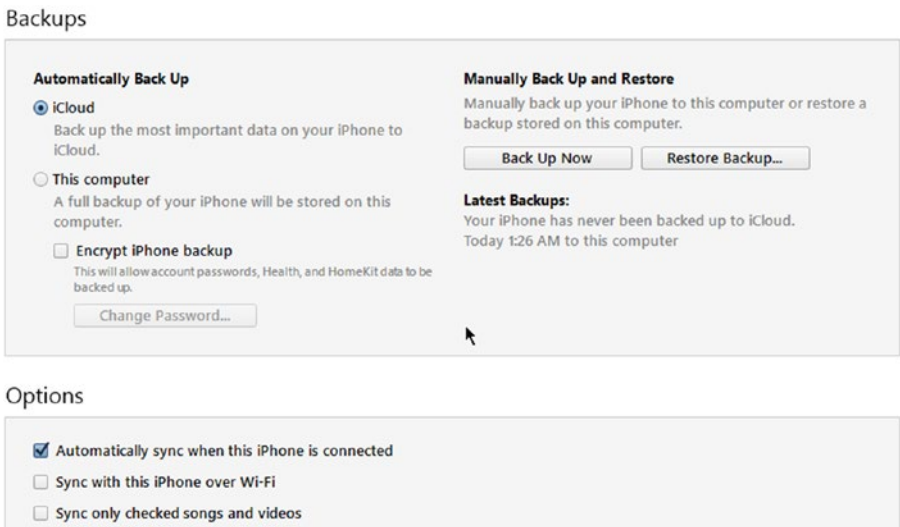 Backups
Automatically Back Up
iCloud
Back up the most important data on your iPhone to
iCloud.
This computer
A full backup of your iPhone will be stored on this
computer.
Encrypt iPhone backup
This will allow account passwords, Health, and HomeKit data to be
backed up.
Change Password...
Manually Back Up and Restore
Manually back up your iPhone to this computer or restore a
backup stored on this computer.
Back Up Now
Restore Backup...
Latest Backups:
Your iPhone has never been backed up to iCloud.
Today 1:26 AM to this computer
Options
Automatically sync when this iPhone is connected
Sync with this iPhone over Wi-Fi
Sync only checked songs and videos